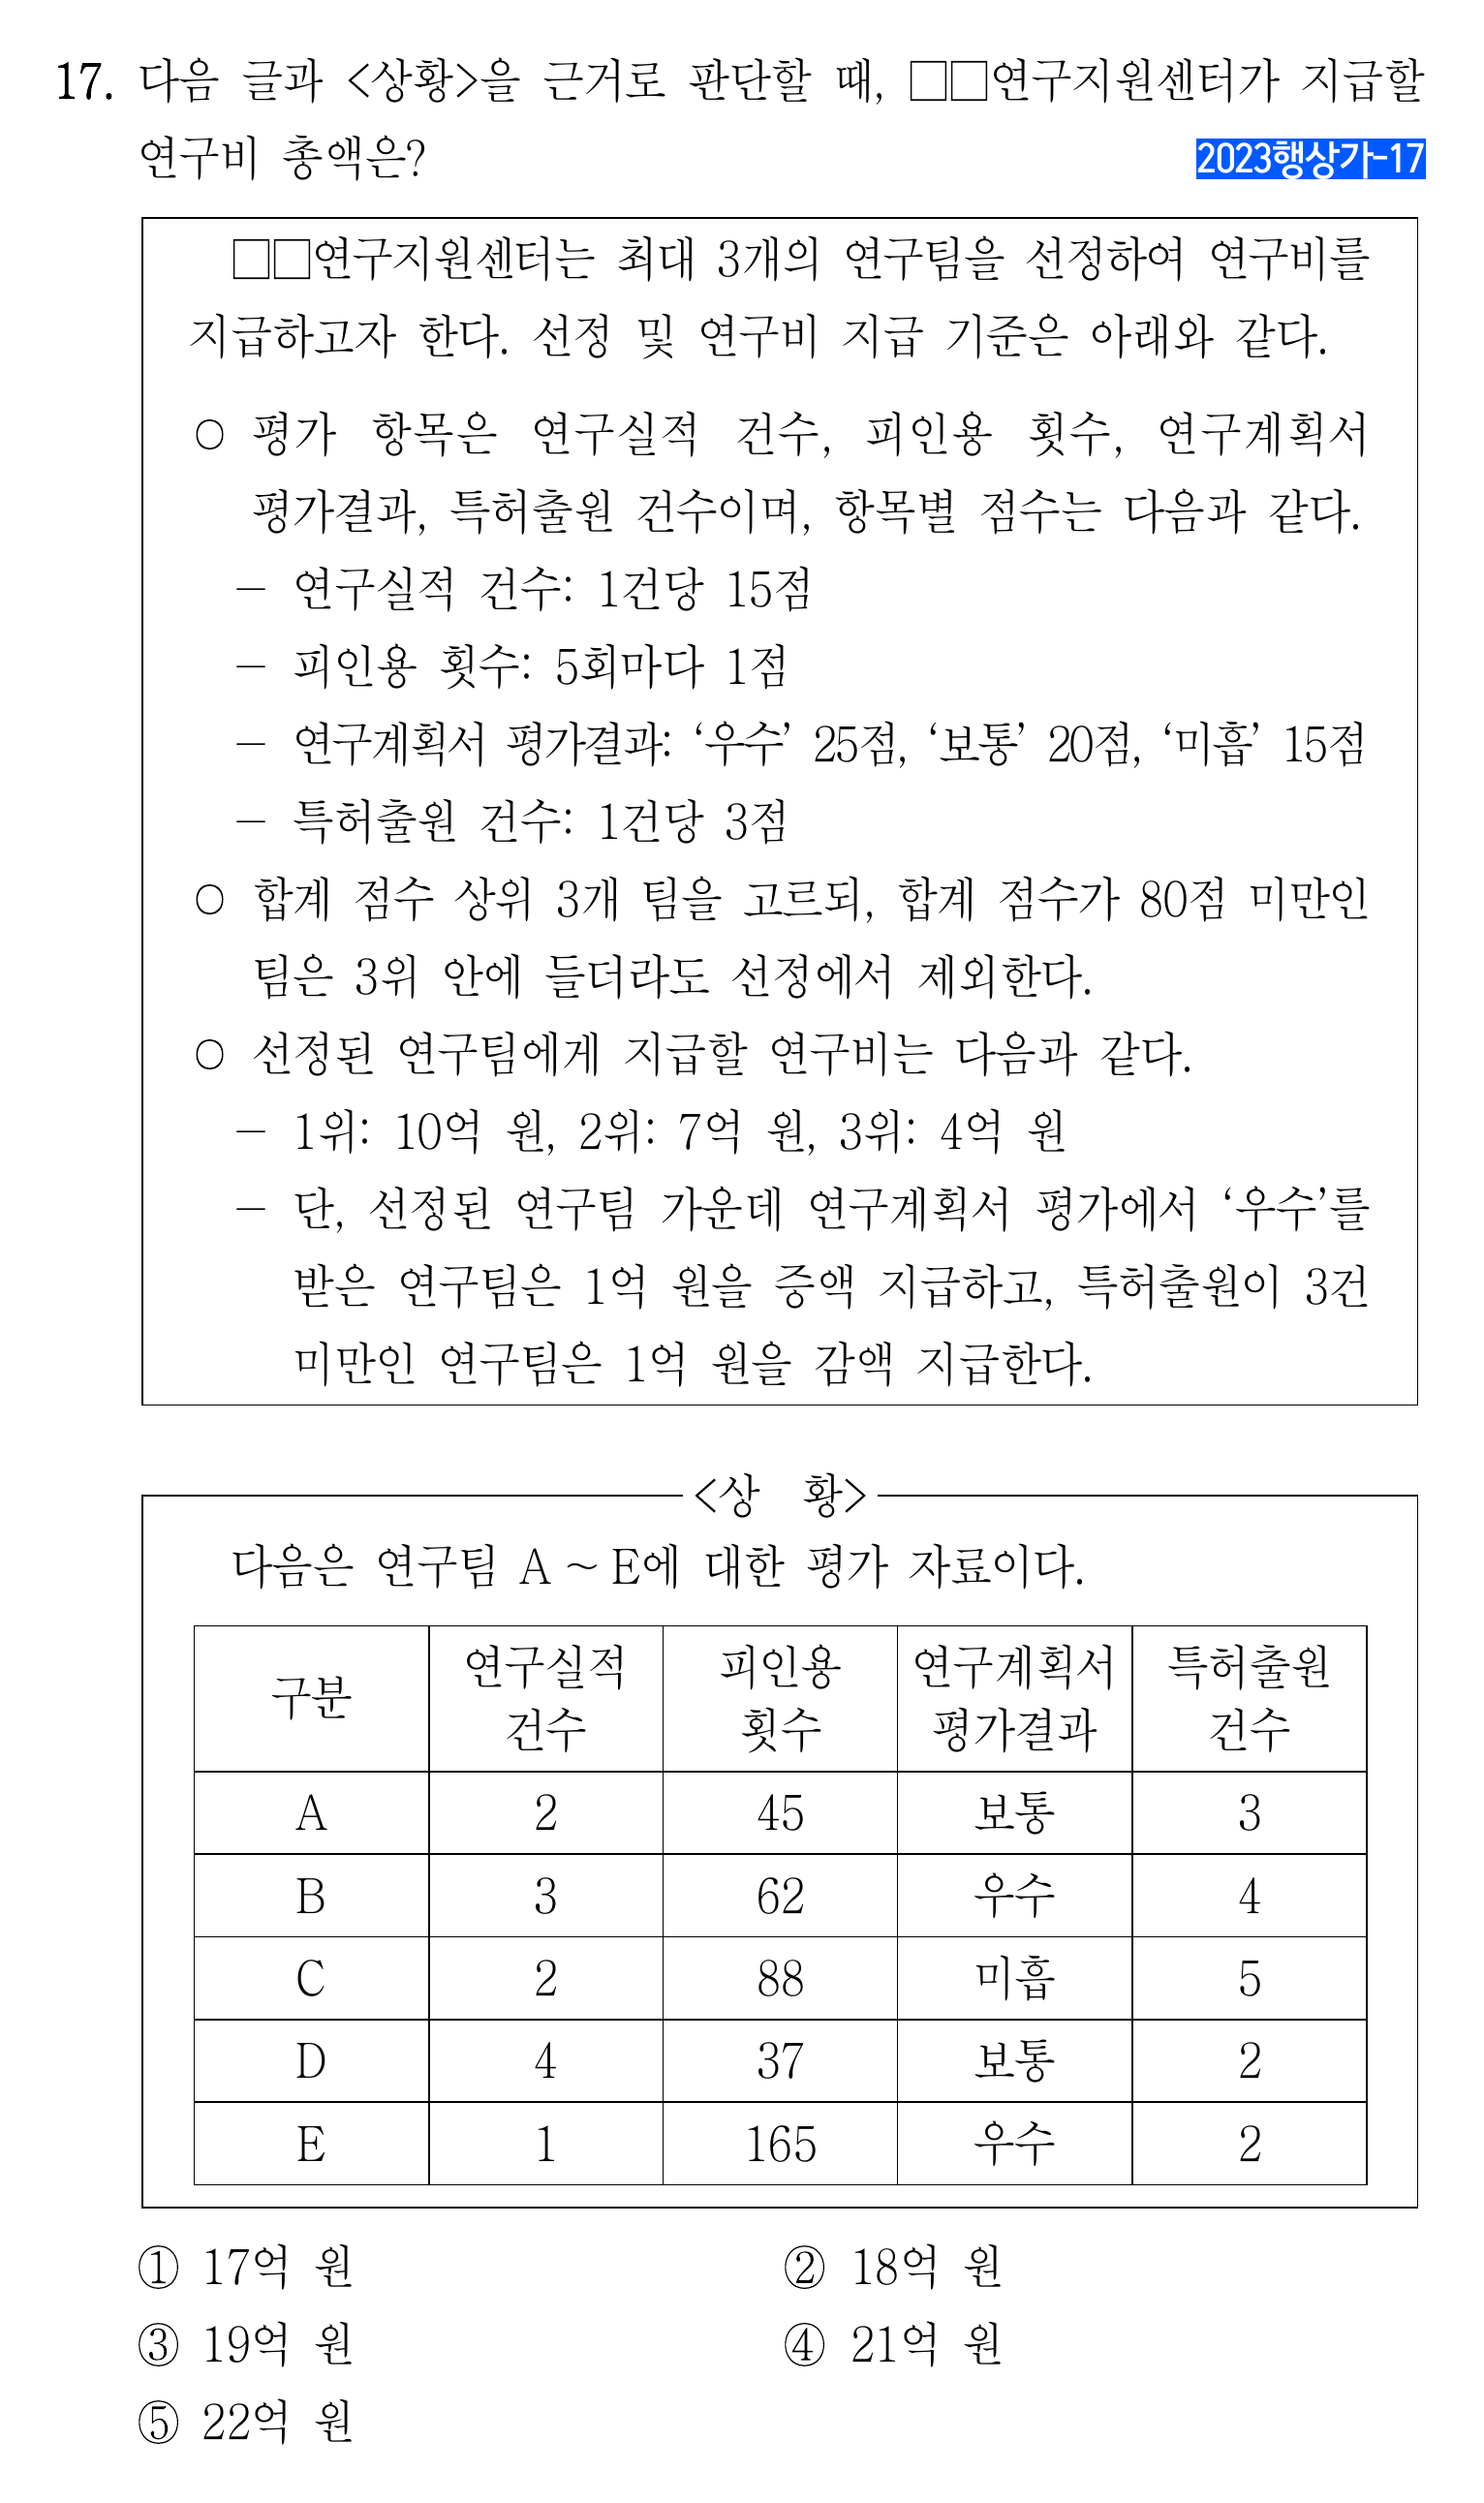 17. 다음 글과 <상황>을 근거로 판단할 때, □□연구지원센터가 지급할
연구비 총액은?
2023행상가-17
□□연구지원센터는 최대 3개의 연구팀을 선정하여 연구비를
지급하고자 한다. 선정 및 연구비 지급 기준은 아래와 같다.
○ 평가 항목은 연구실적 건수, 피인용 횟수, 연구계획서
평가결과, 특허출원 건수이며, 항목별 점수는 다음과 같다.
- 연구실적 건수: 1건당 15점
- 피인용 횟수: 5회마다 1점
- 연구계획서 평가결과: ‘우수’ 25점, ‘보통’ 20점, ‘미흡’ 15점
- 특허출원 건수: 1건당 3점
○ 합계 점수 상위 3개 팀을 고르되, 합계 점수가 80점 미만인
팀은 3위 안에 들더라도 선정에서 제외한다.
○ 선정된 연구팀에게 지급할 연구비는 다음과 같다.
- 1위: 10억 원, 2위: 7억 원, 3위: 4억 원
- 단, 선정된 연구팀 가운데 연구계획서 평가에서 ‘우수’를
받은 연구팀은 1억 원을 증액 지급하고, 특허출원이 3건
미만인 연구팀은 1억 원을 감액 지급한다.
<상 황>
다음은 연구팀 A ~ E에 대한 평가 자료이다.
구분 연구실적 건수 피인용 횟수 연구계획서 평가결과 특허출원 건수
A 2 45 보통 3
B 3 62 우수 4
C 2 88 미흡 5
D 4 37 보통 2
E 1 165 우수 2
① 17억 원 ② 18억 원
③ 19억 원 ④ 21억 원
⑤ 22억 원